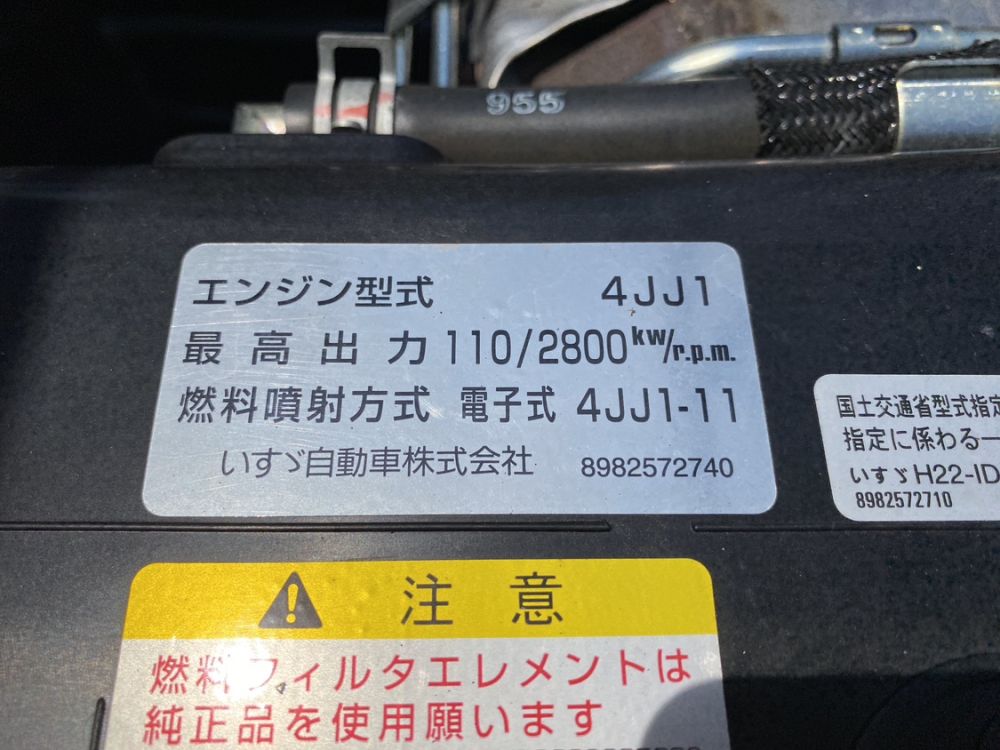 955
エンジン型式 4JJ1
最高出力 110/2800kw/r.p.m.
燃料噴射方式 電子式 4JJ1-11
いすゞ自動車株式会社 8982572740
国土交通省型式指定
指定に係わる一
いすゞH22-ID
8982572710
注意
燃料フィルタエレメントは
純正品を使用願います